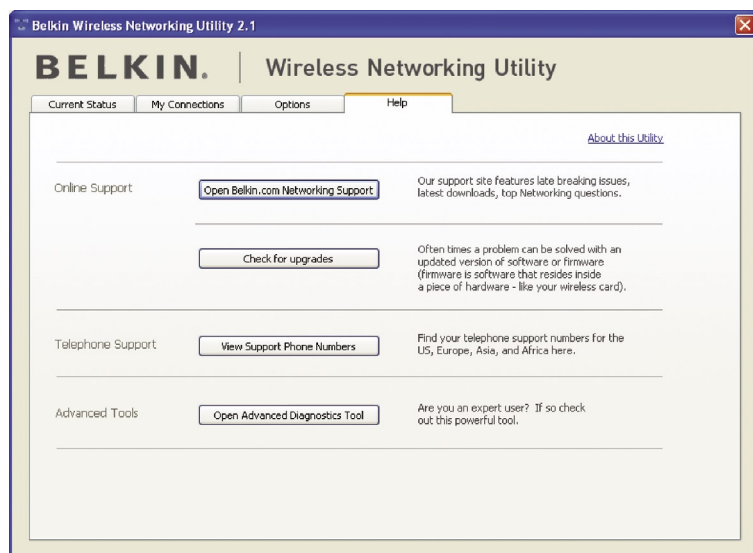 Belkin Wireless Networking Utility 2.1
BELKIN. | Wireless Networking Utility
Current Status My Connections Options Help
About this Utility
Online Support
Open Belkin.com Networking Support
Our support site features late breaking issues,
latest downloads, top Networking questions.
Check for upgrades
Often times a problem can be solved with an
updated version of software or firmware
(firmware is software that resides inside
a piece of hardware - like your wireless card).
Telephone Support
View Support Phone Numbers
Find your telephone support numbers for the
US, Europe, Asia, and Africa here.
Advanced Tools
Open Advanced Diagnostics Tool
Are you an expert user? If so check
out this powerful tool.